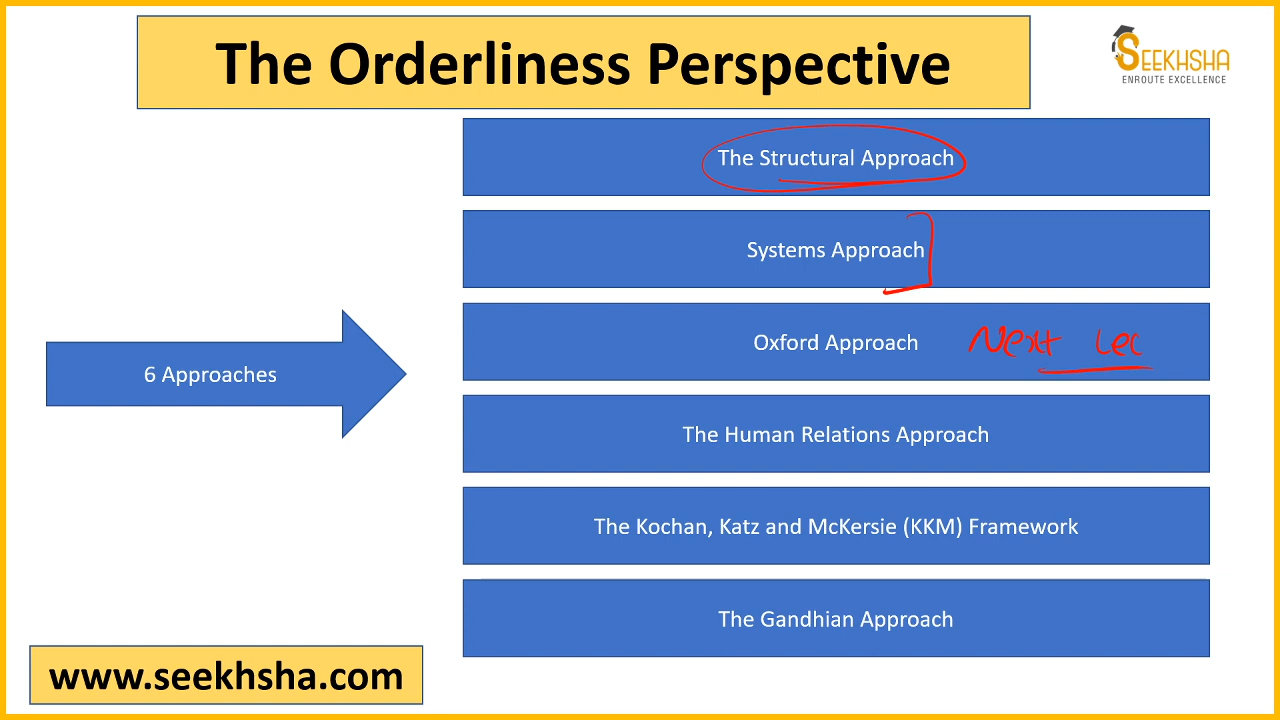 The Orderliness Perspective
SEEKHSHA
ENROUTE EXCELLENCE
The Structural Approach
Systems Approach
Oxford Approach
Next Lec
6 Approaches
The Human Relations Approach
The Kochan, Katz and McKersie (KKM) Framework
The Gandhian Approach
www.seekhsha.com